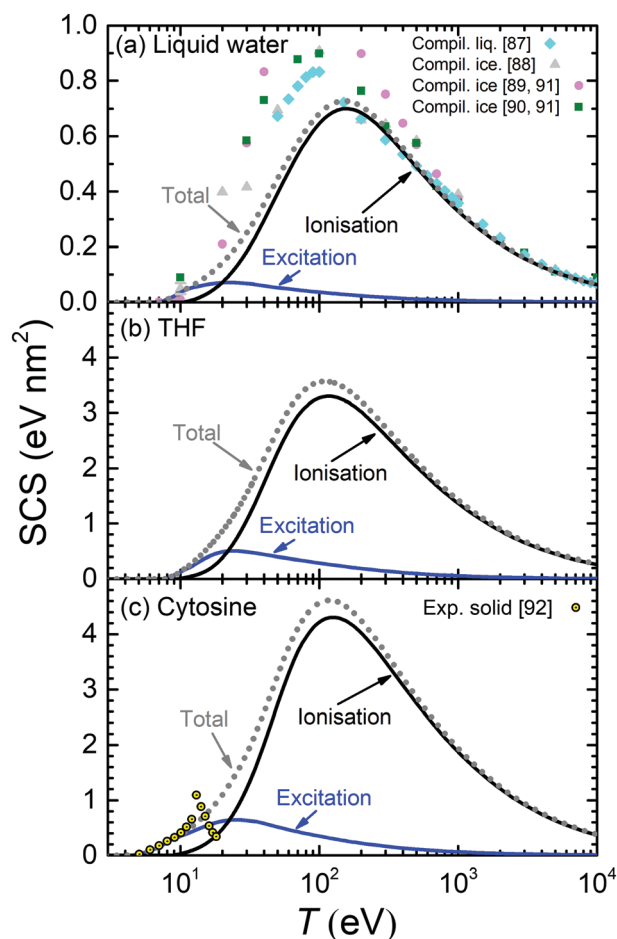 1.0
(a) Liquid water
Compil. liq. [87]
Compil. ice. [88]
Compil. ice [89, 91]
Compil. ice [90, 91]
0.8
0.6
0.4
0.2
0.0
Total
Ionisation
Excitation
(b) THF
4
3
2
1
0
Total
Ionisation
Excitation
(c) Cytosine
Exp. solid [92]
4
3
2
1
0
Total
Ionisation
Excitation
SCS (eV nm²)
10¹ 10² 10³ 10⁴
T (eV)